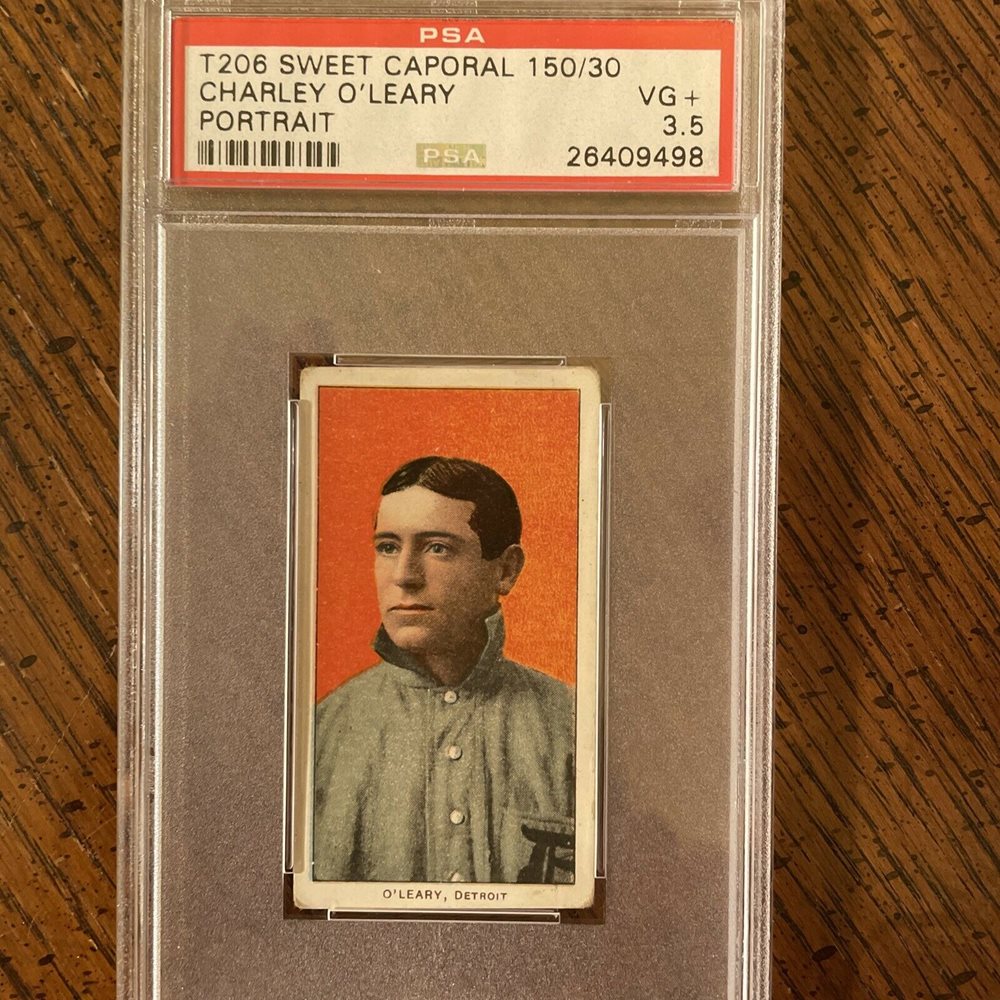 PSA
T206 SWEET CAPORAL 150/30
CHARLEY O'LEARY VG+
PORTRAIT 3.5
PSA 26409498
O'LEARY, DETROIT